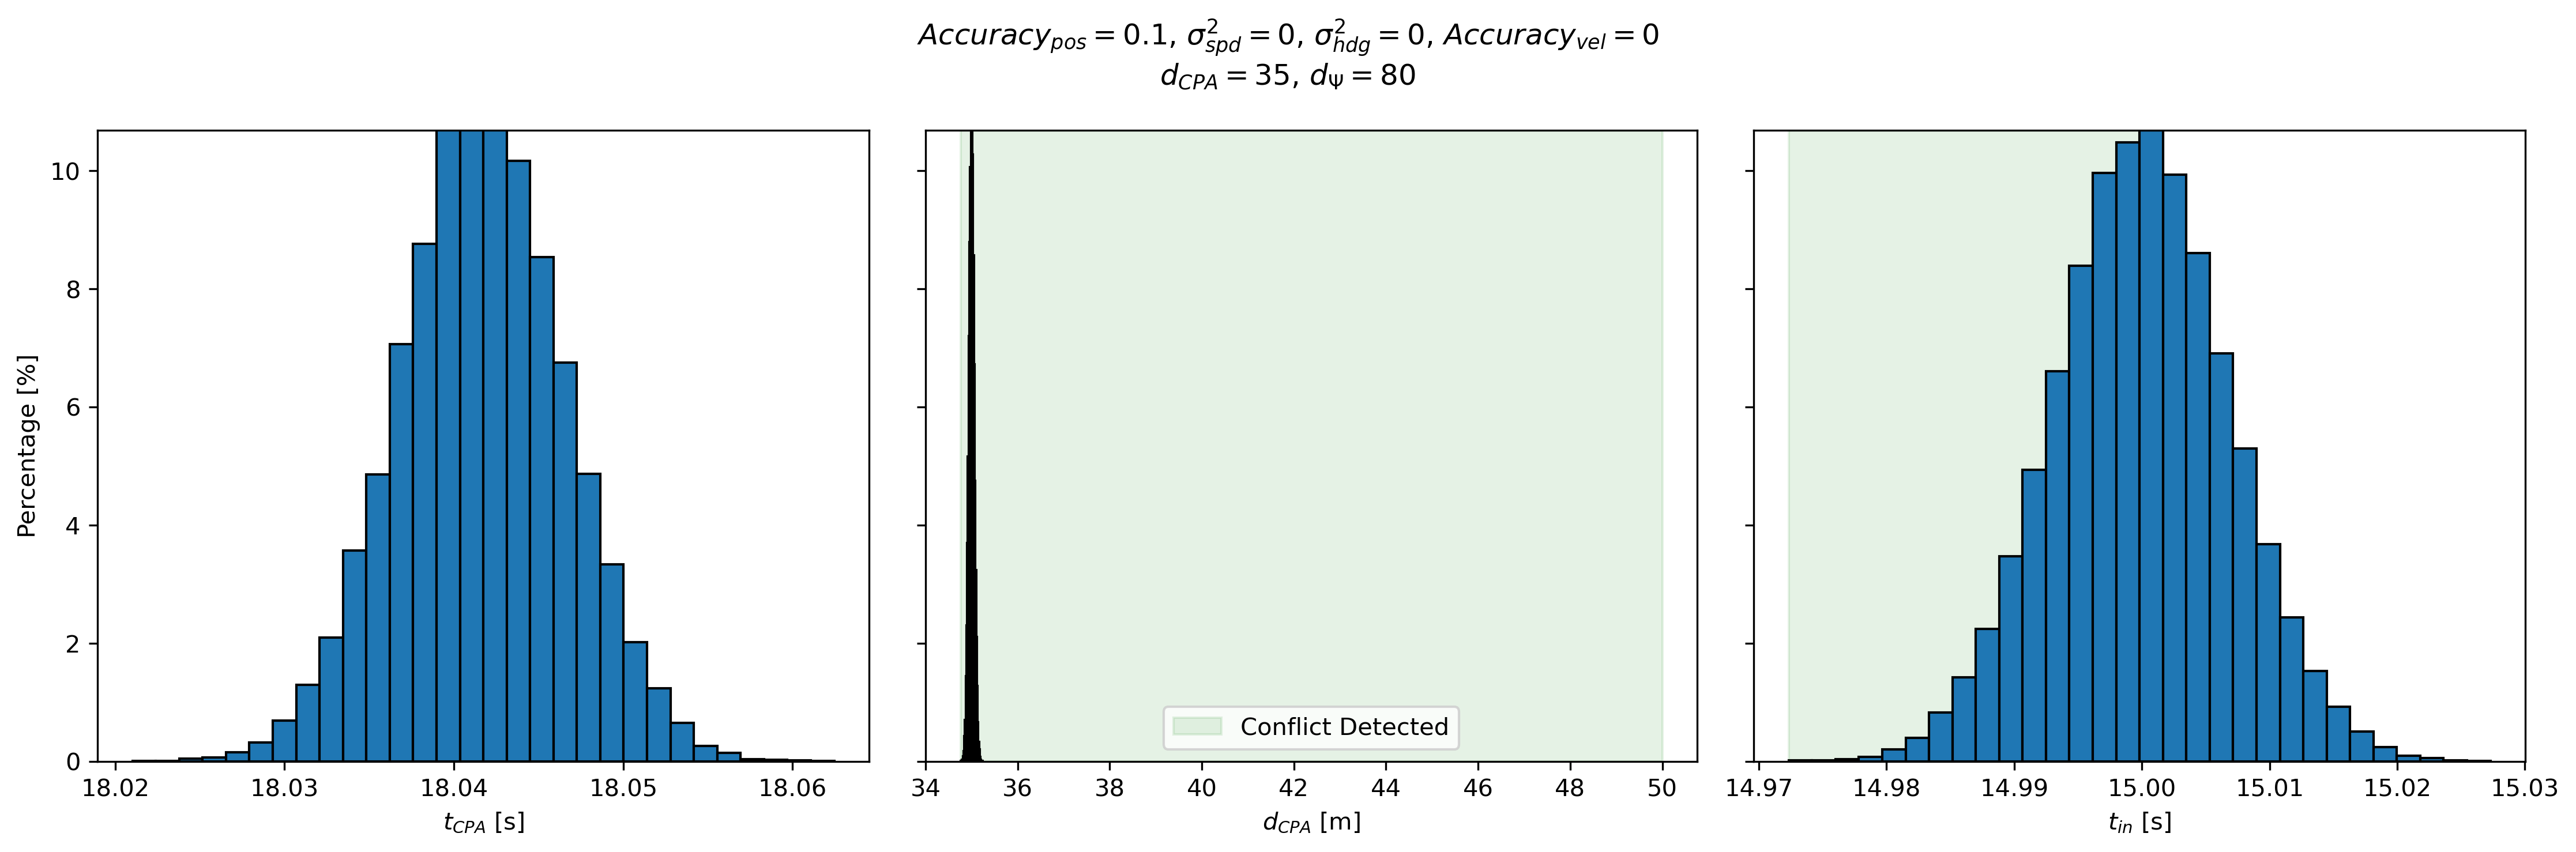 Accuracy_pos = 0.1, σ²_spd = 0, σ²_hdg = 0, Accuracy_vel = 0
d_CPA = 35, d_Ψ = 80
Percentage [%]
10
8
6
4
2
0
18.02 18.03 18.04 18.05 18.06
t_CPA [s]
Conflict Detected
34 36 38 40 42 44 46 48 50
d_CPA [m]
14.97 14.98 14.99 15.00 15.01 15.02 15.03
t_in [s]